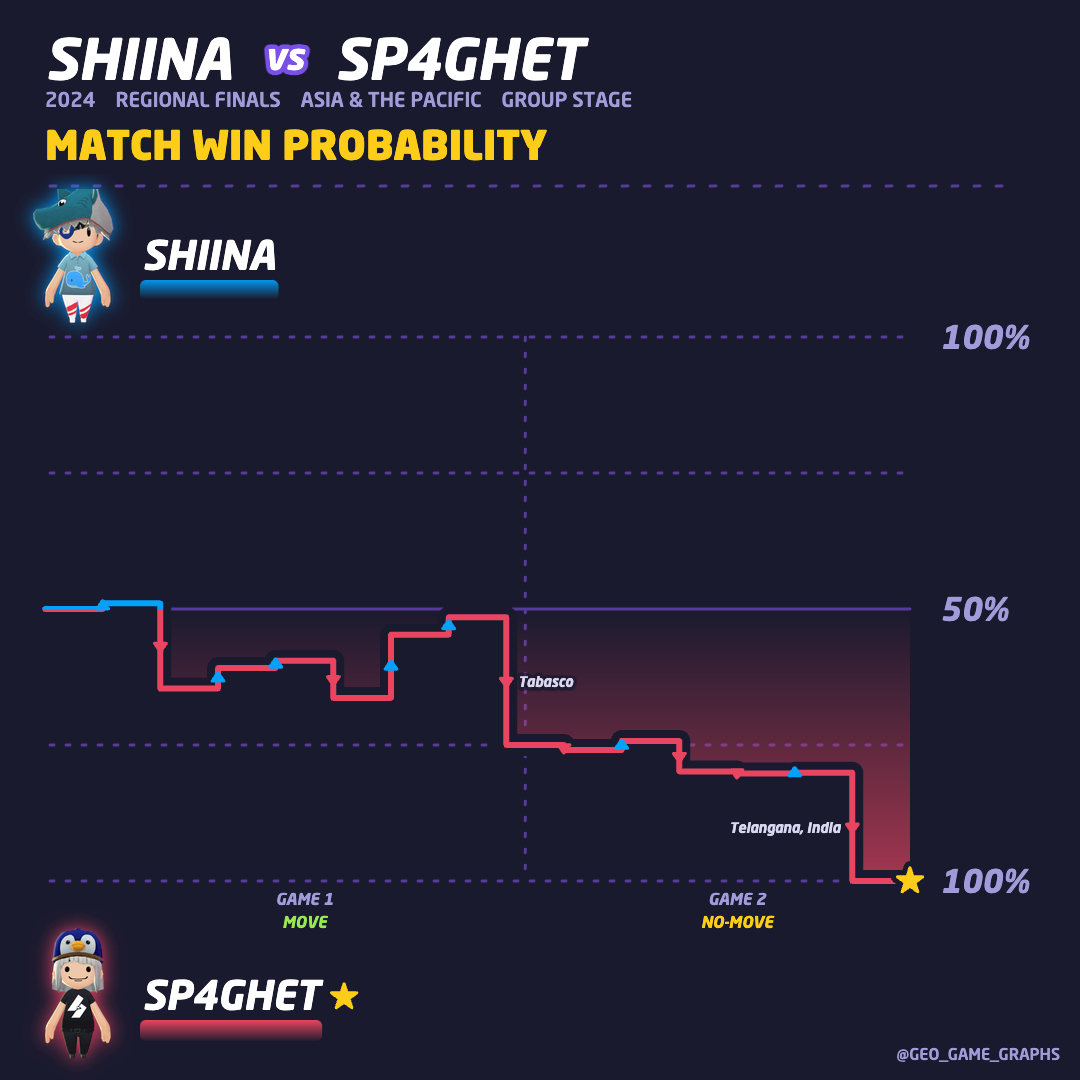 SHIINA VS SP4GHET
2024 REGIONAL FINALS ASIA & THE PACIFIC GROUP STAGE
MATCH WIN PROBABILITY
SHIINA
100%
50%
Tabasco
Telangana, India
100%
GAME 1
MOVE
GAME 2
NO-MOVE
SP4GHET
@GEO_GAME_GRAPHS